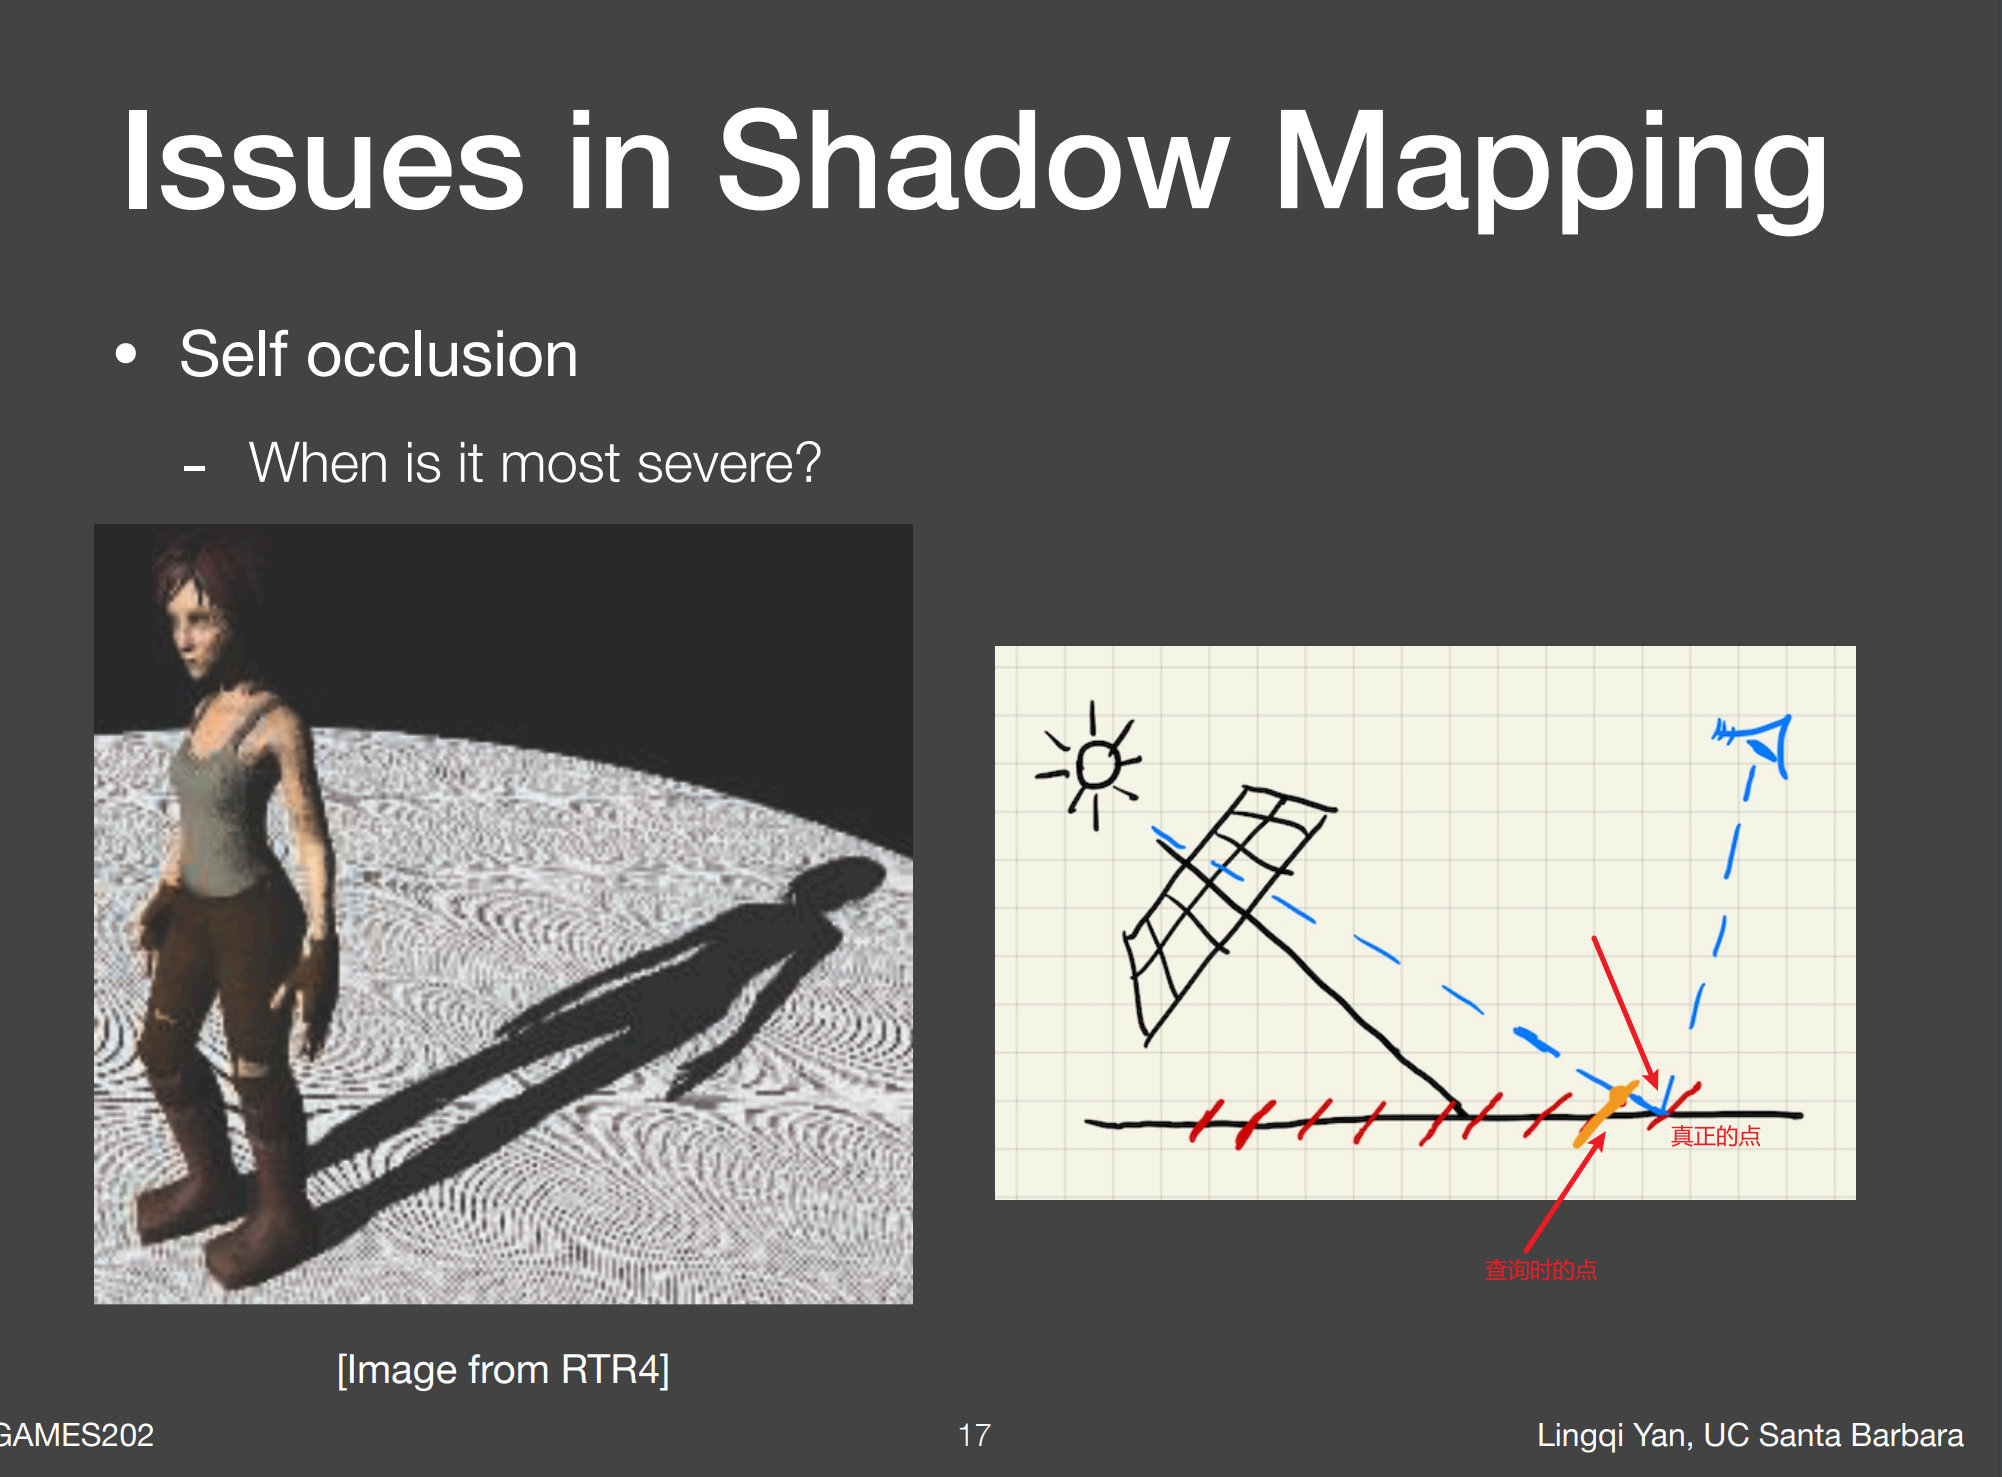 Issues in Shadow Mapping
• Self occlusion
- When is it most severe?
真正的点
查询时的点
[Image from RTR4]
GAMES202
17
Lingqi Yan, UC Santa Barbara